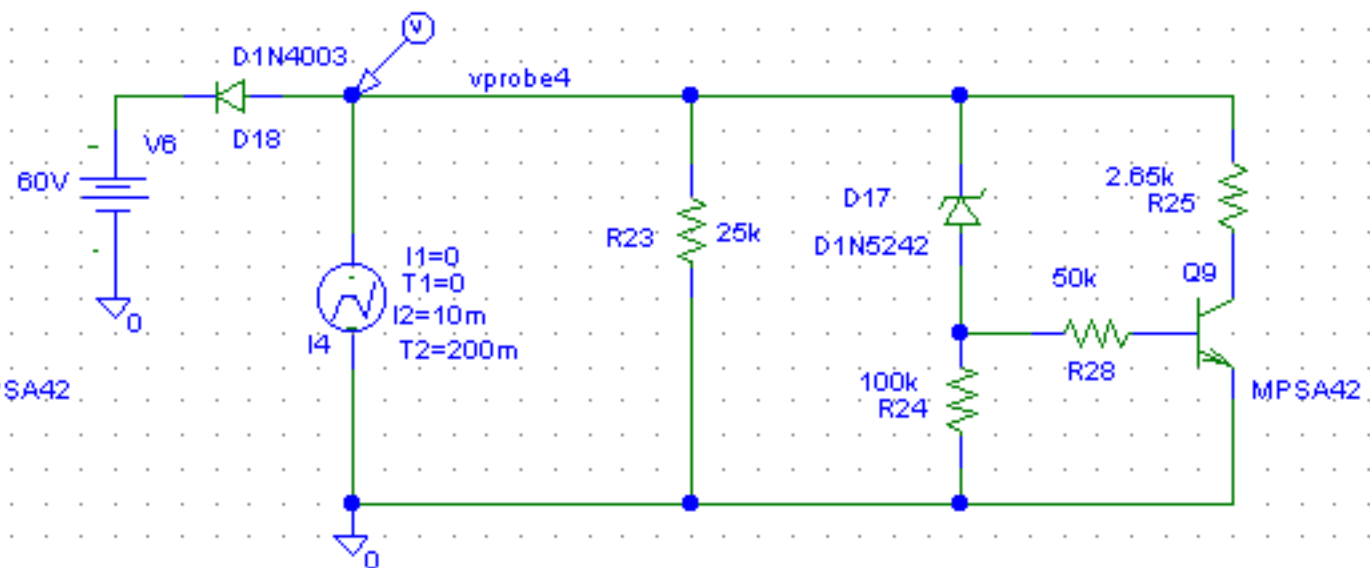 V
D1N4003
vprobe4
V6
D18
60V
2.65k
R25
D17
R23
25k
D1N5242
I1=0
T1=0
50k
Q9
I2=10m
I4
T2=200m
0
R28
SA42
100k
R24
MPSA42
0